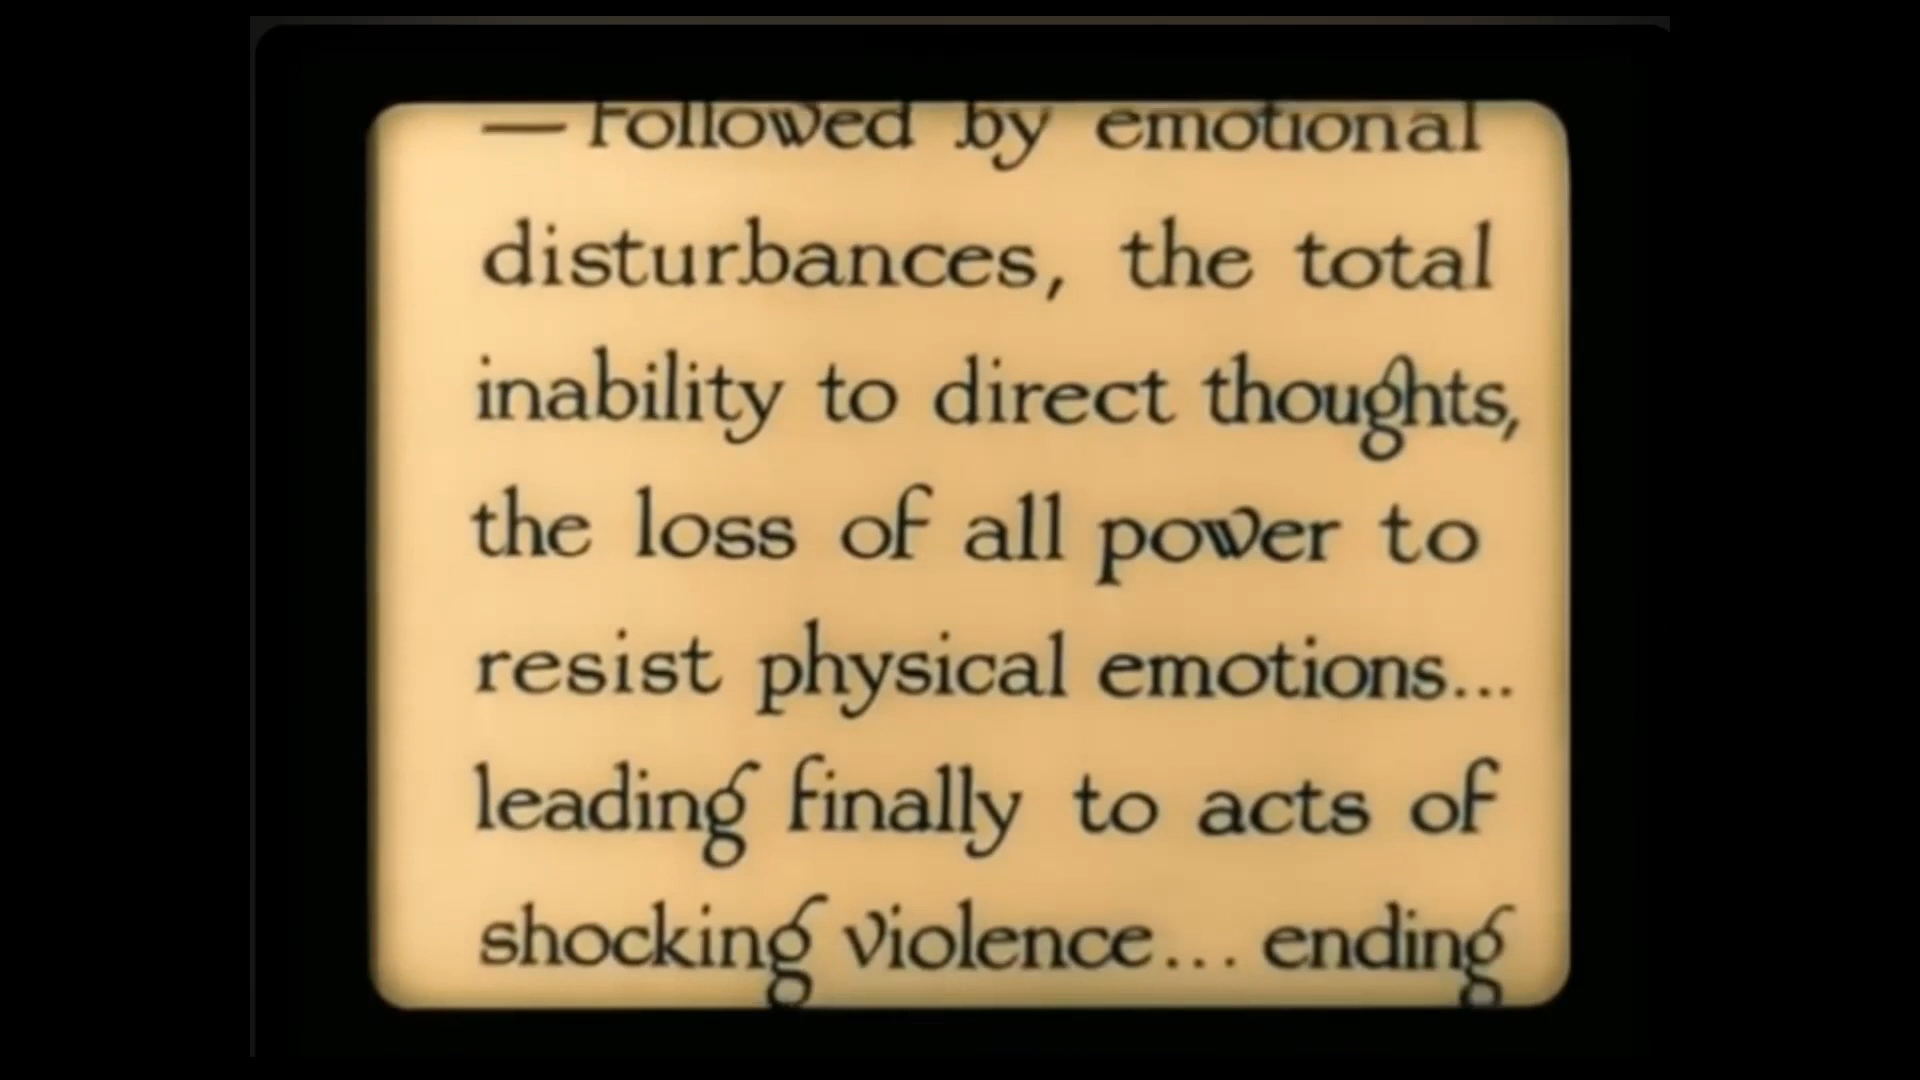 — Followed by emotional
disturbances, the total
inability to direct thoughts,
the loss of all power to
resist physical emotions...
leading finally to acts of
shocking violence... ending